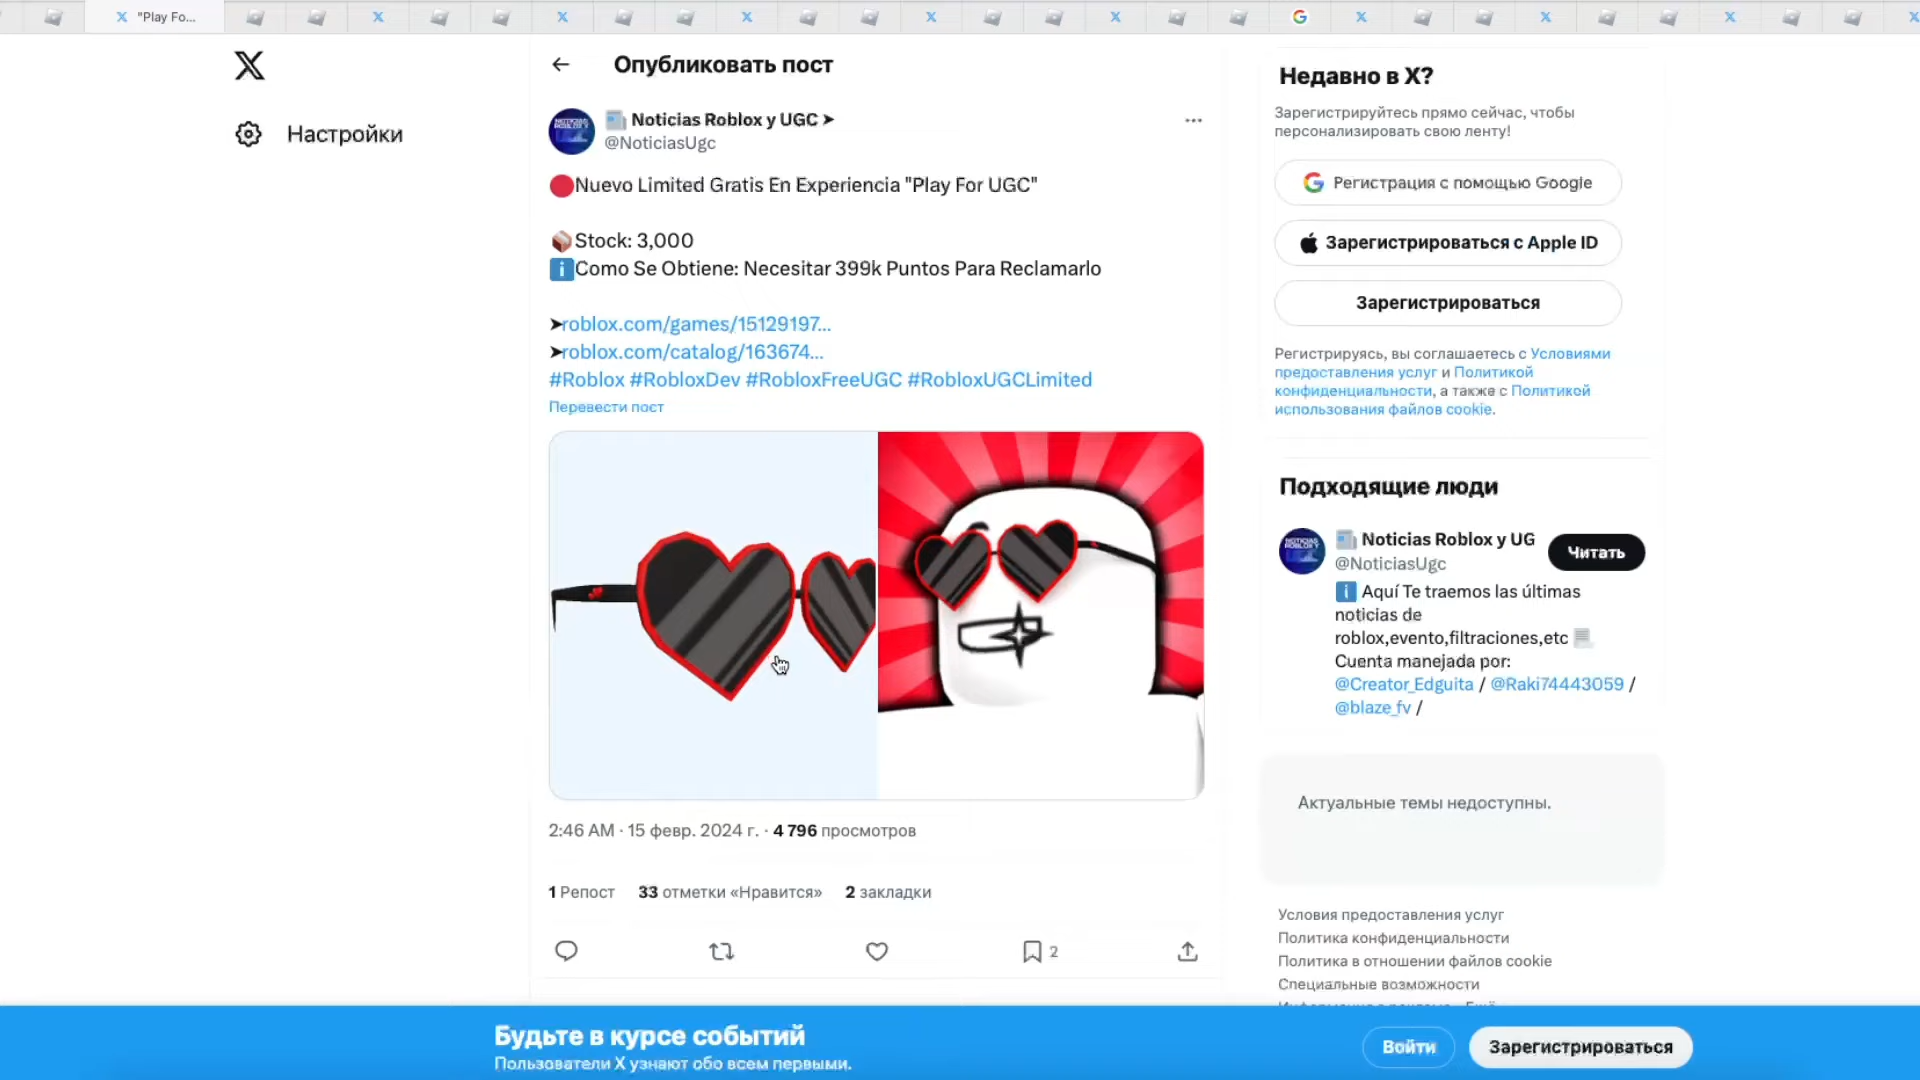 "Play Fo...
Настройки
Опубликовать пост
Noticias Roblox y UGC ➤
@NoticiasUgc
Nuevo Limited Gratis En Experiencia "Play For UGC"
Stock: 3,000
Como Se Obtiene: Necesitar 399k Puntos Para Reclamarlo
➤roblox.com/games/15129197...
➤roblox.com/catalog/163674...
#Roblox #RobloxDev #RobloxFreeUGC #RobloxUGCLimited
Перевести пост
2:46 AM · 15 февр. 2024 г. · 4 796 просмотров
1 Репост 33 отметки «Нравится» 2 закладки
2
Недавно в X?
Зарегистрируйтесь прямо сейчас, чтобы
персонализировать свою ленту!
Регистрация с помощью Google
Зарегистрироваться с Apple ID
Зарегистрироваться
Регистрируясь, вы соглашаетесь с Условиями
предоставления услуг и Политикой
конфиденциальности, а также с Политикой
использования файлов cookie.
Подходящие люди
Noticias Roblox y UG
@NoticiasUgc
Читать
Aquí Te traemos las últimas
noticias de
roblox,evento,filtraciones,etc
Cuenta manejada por:
@Creator_Edguita / @Raki74443059 /
@blaze_fv /
Актуальные темы недоступны.
Условия предоставления услуг
Политика конфиденциальности
Политика в отношении файлов cookie
Специальные возможности
Будьте в курсе событий
Пользователи X узнают обо всем первыми.
Войти
Зарегистрироваться